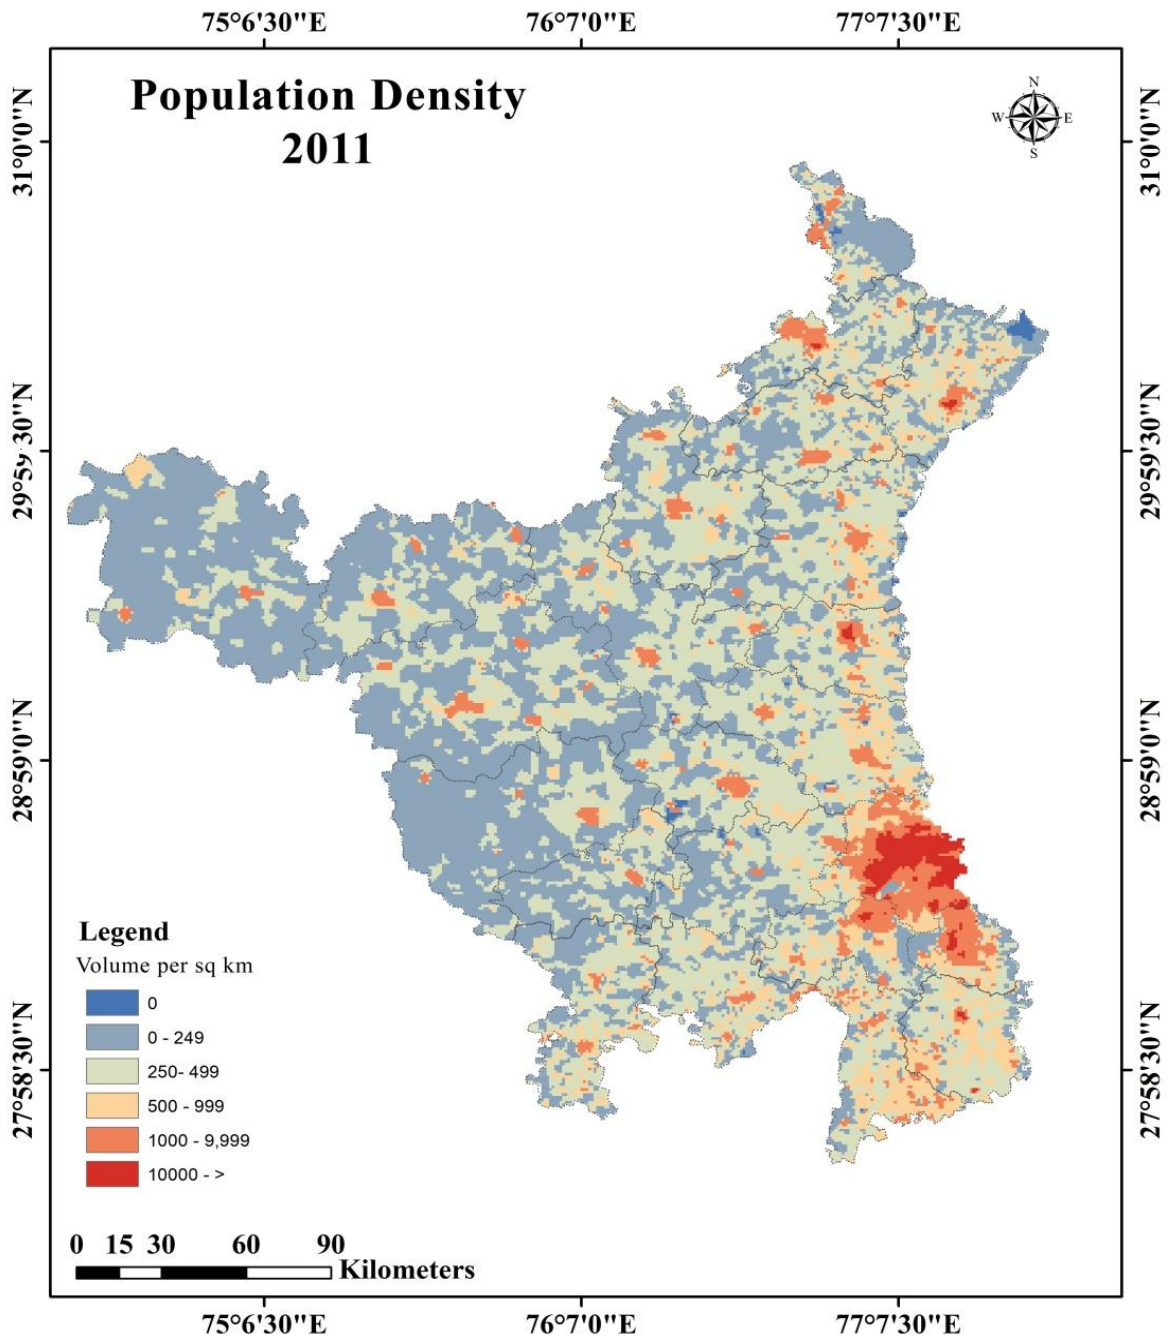 75°6'30"E 76°7'0"E 77°7'30"E
Population Density
2011
N
W E
S
31°0'0"N 31°0'0"N
29°59'30"N 29°59'30"N
28°59'0"N 28°59'0"N
27°58'30"N 27°58'30"N
Legend
Volume per sq km
0
0 - 249
250- 499
500 - 999
1000 - 9,999
10000 - >
0 15 30 60 90
Kilometers
75°6'30"E 76°7'0"E 77°7'30"E